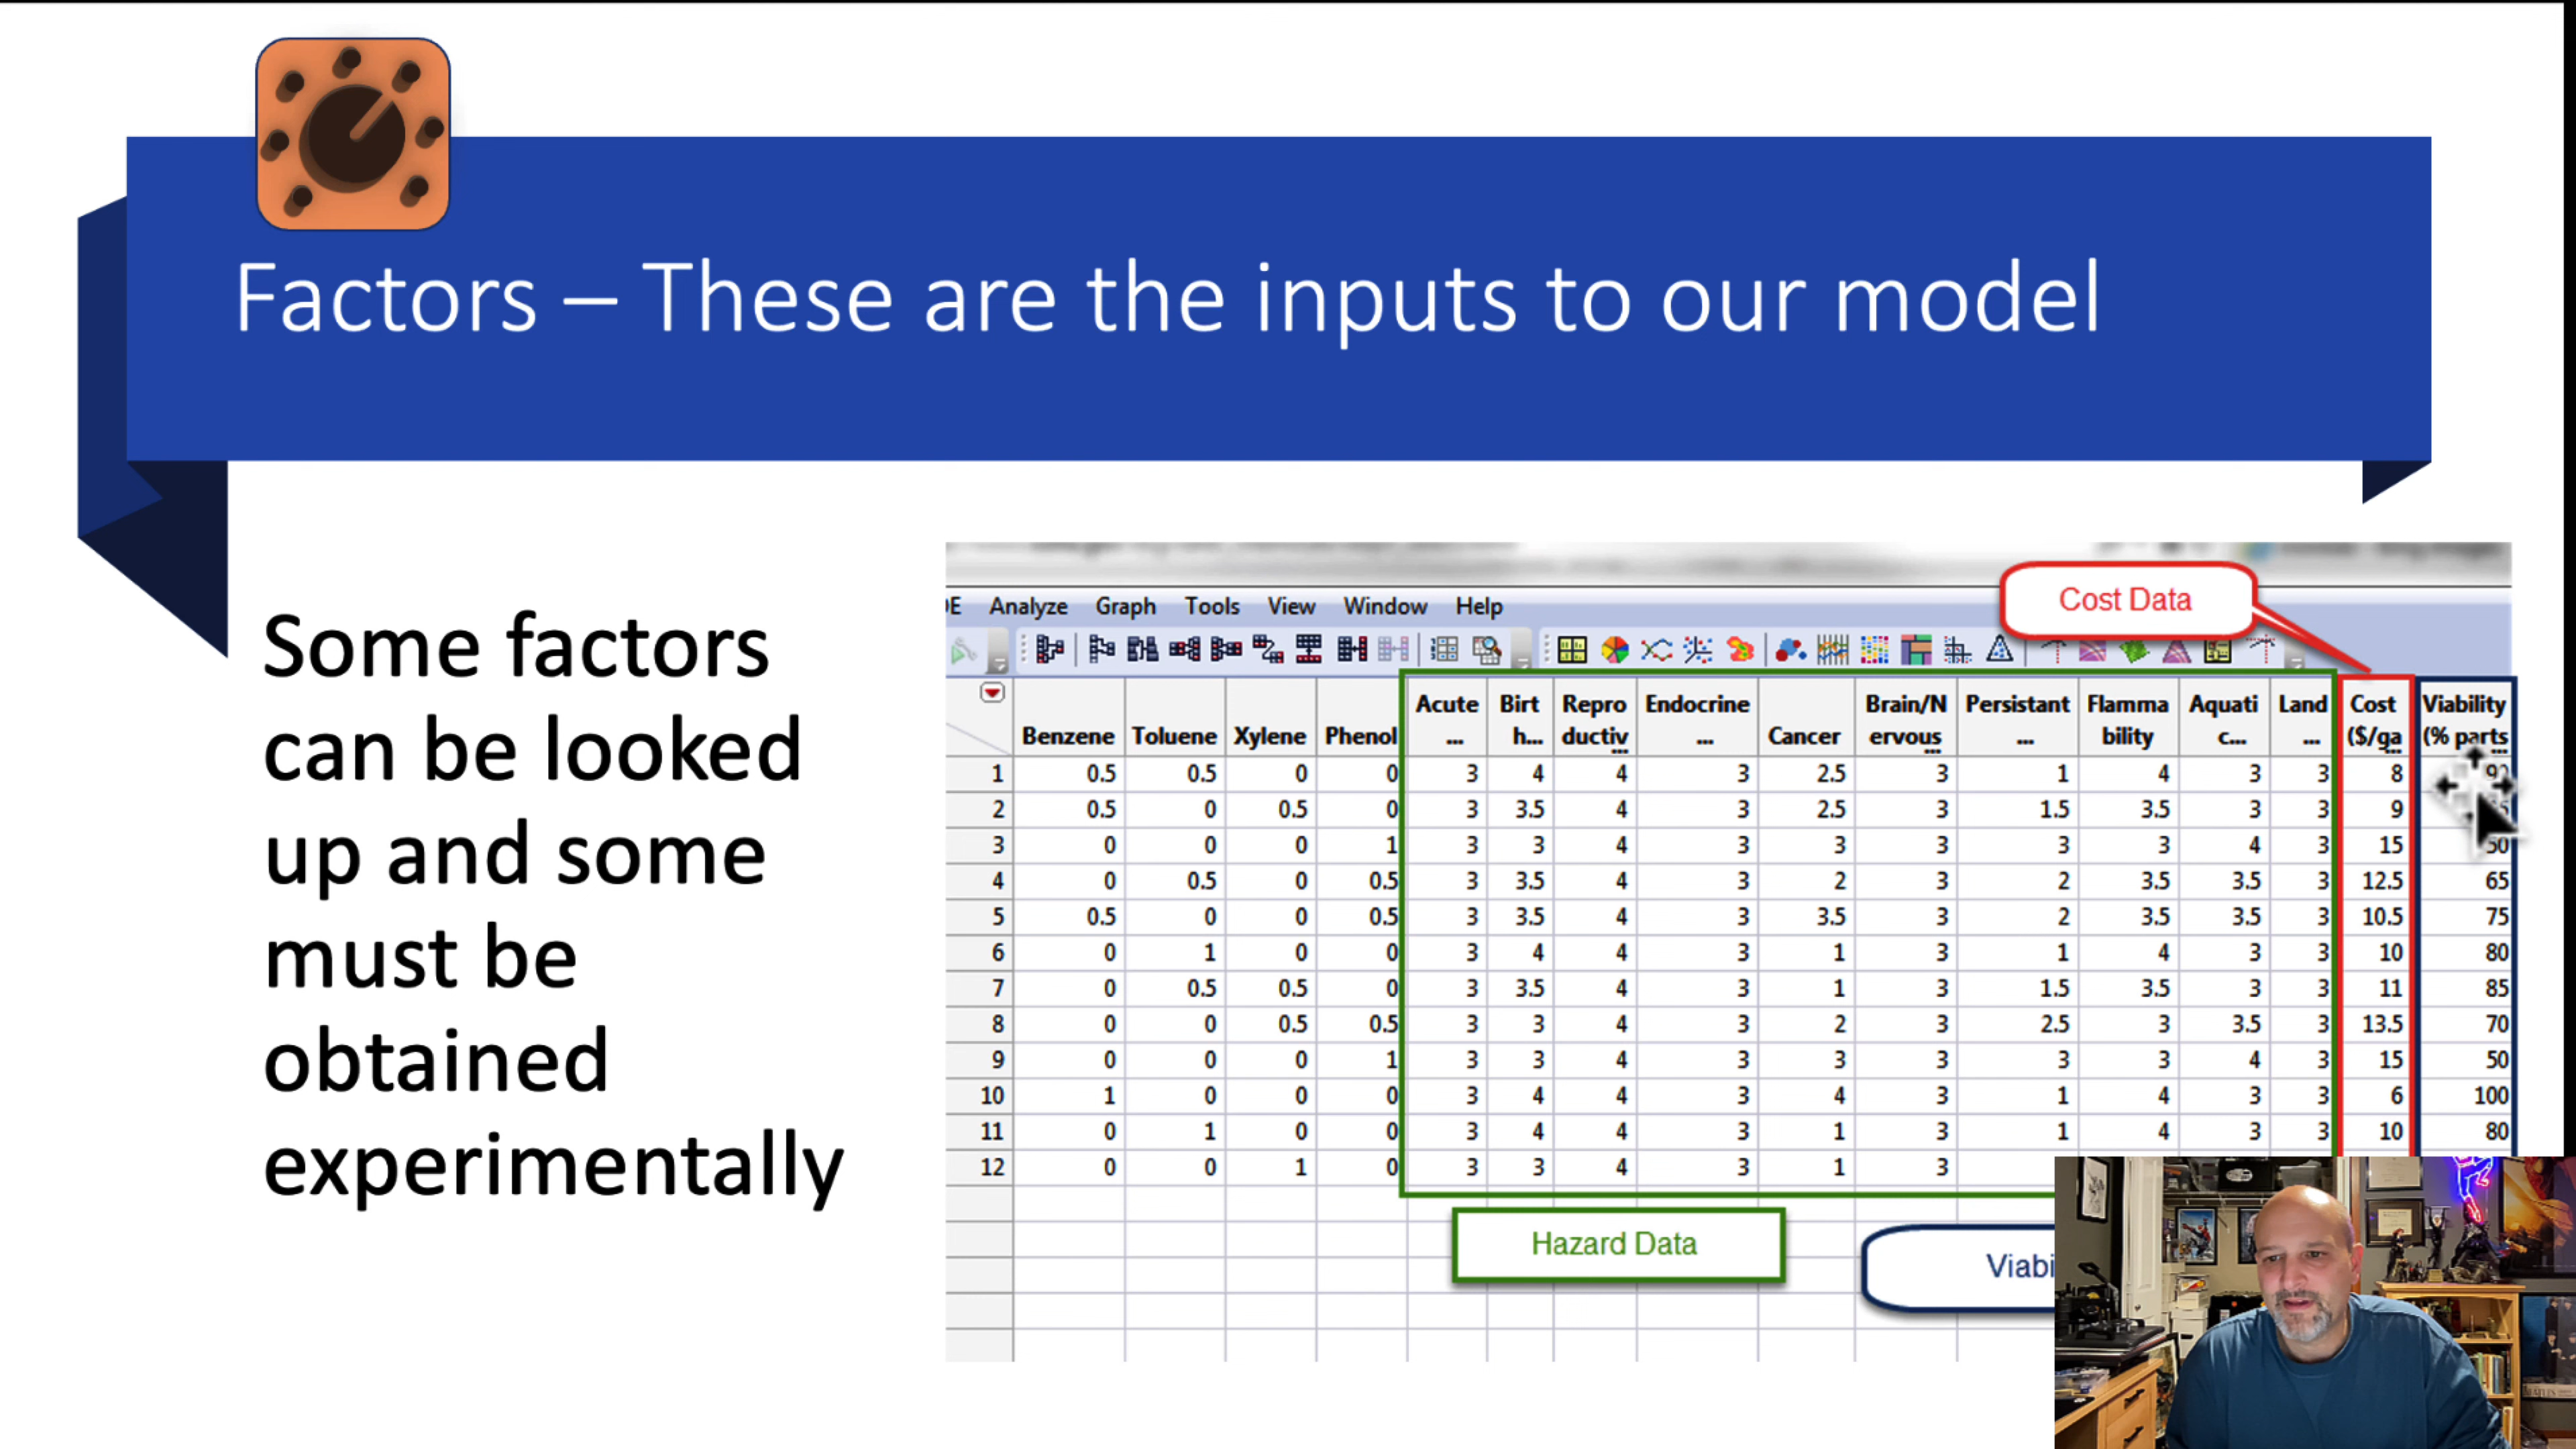 Factors – These are the inputs to our model
Some factors
can be looked
up and some
must be
obtained
experimentally
Analyze Graph Tools View Window Help
Cost Data
Benzene Toluene Xylene Phenol Acute ... Birt h... Repro ductiv ... Endocrine ... Cancer Brain/N ervous ... Persistant ... Flamma bility Aquati c... Land ... Cost ($/ga ... Viability (% parts ...
1 0.5 0.5 0 0 3 4 4 3 2.5 3 1 4 3 3 8
2 0.5 0 0.5 0 3 3.5 4 3 2.5 3 1.5 3.5 3 3 9
3 0 0 0 1 3 3 4 3 3 3 3 3 4 3 15 50
4 0 0.5 0 0.5 3 3.5 4 3 2 3 2 3.5 3.5 3 12.5 65
5 0.5 0 0 0.5 3 3.5 4 3 3.5 3 2 3.5 3.5 3 10.5 75
6 0 1 0 0 3 4 4 3 1 3 1 4 3 3 10 80
7 0 0.5 0.5 0 3 3.5 4 3 1 3 1.5 3.5 3 3 11 85
8 0 0 0.5 0.5 3 3 4 3 2 3 2.5 3 3.5 3 13.5 70
9 0 0 0 1 3 3 4 3 3 3 3 3 4 3 15 50
10 1 0 0 0 3 4 4 3 4 3 1 4 3 3 6 100
11 0 1 0 0 3 4 4 3 1 3 1 4 3 3 10 80
12 0 0 1 0 3 3 4 3 1 3
Hazard Data
Viabi